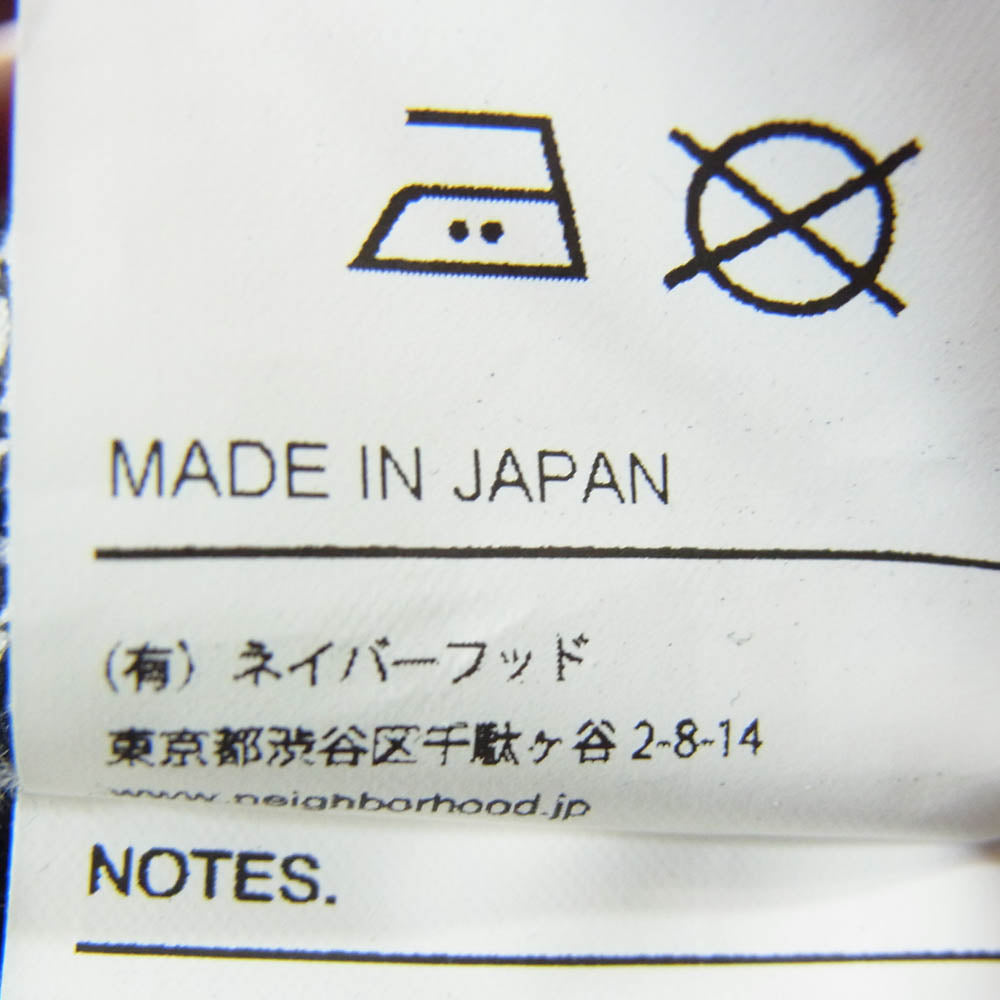 MADE IN JAPAN
(有) ネイバーフッド
東京都渋谷区千駄ヶ谷 2-8-14
www.neighborhood.jp
NOTES.